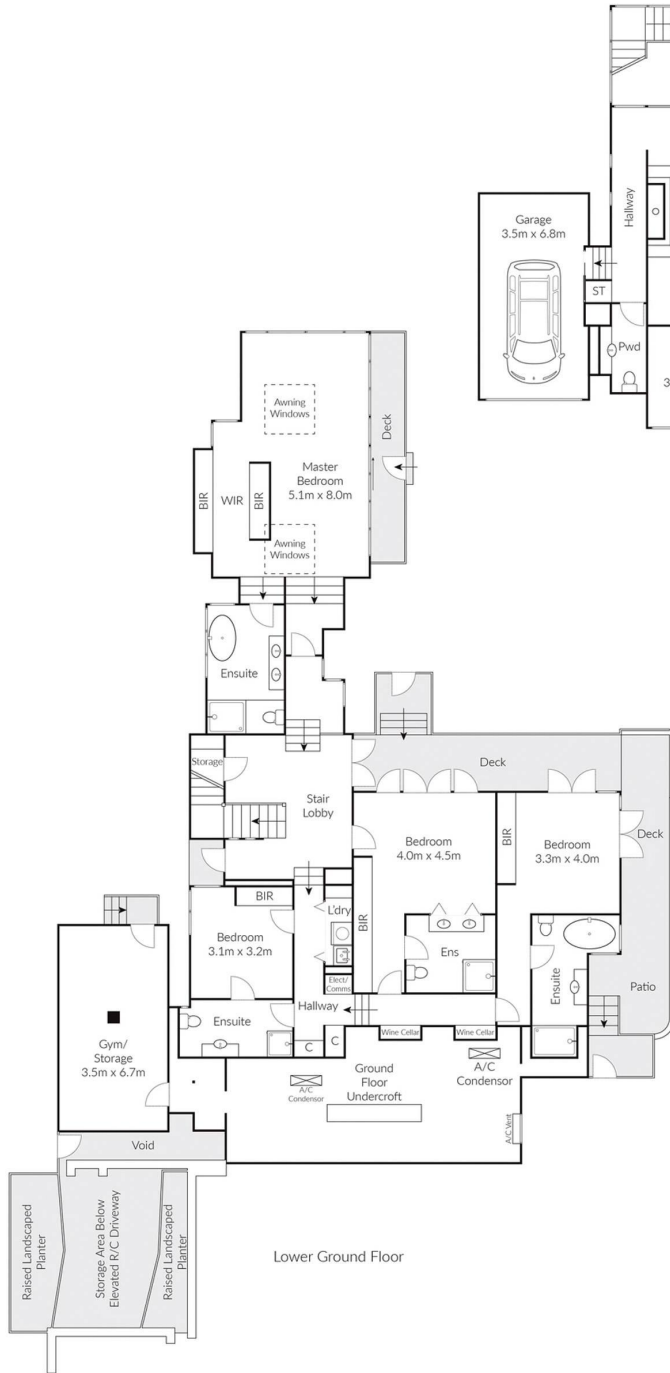 Garage
3.5m x 6.8m
Hallway
ST
Pwd
3
Awning
Windows
Deck
BIR
WIR
BIR
Master
Bedroom
5.1m x 8.0m
Awning
Windows
Ensuite
Storage
Stair
Lobby
Deck
Deck
Bedroom
4.0m x 4.5m
BIR
Bedroom
3.3m x 4.0m
BIR
L'dry
BIR
Bedroom
3.1m x 3.2m
Ens
Elect/
Comms
Ensuite
Patio
Hallway
Ensuite
C
C
Wine Cellar
Wine Cellar
Gym/
Storage
3.5m x 6.7m
A/C
Condensor
Ground
Floor
Undercroft
A/C
Condensor
A/C Vent
Void
Raised Landscaped
Planter
Storage Area Below
Elevated R/C Driveway
Raised Landscaped
Planter
Lower Ground Floor